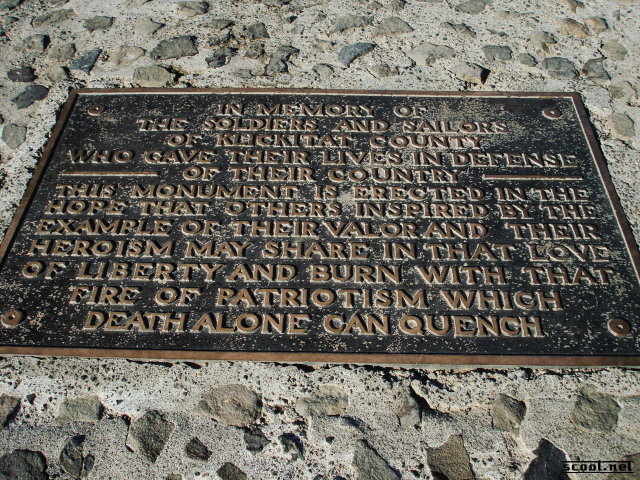 IN MEMORY OF
THE SOLDIERS AND SAILORS
OF KLICKITAT COUNTY
WHO GAVE THEIR LIVES IN DEFENSE
OF THEIR COUNTRY
THIS MONUMENT IS ERECTED IN THE
HOPE THAT OTHERS INSPIRED BY THE
EXAMPLE OF THEIR VALOR AND THEIR
HEROISM MAY SHARE IN THAT LOVE
OF LIBERTY AND BURN WITH THAT
FIRE OF PATRIOTISM WHICH
DEATH ALONE CAN QUENCH
scool.net